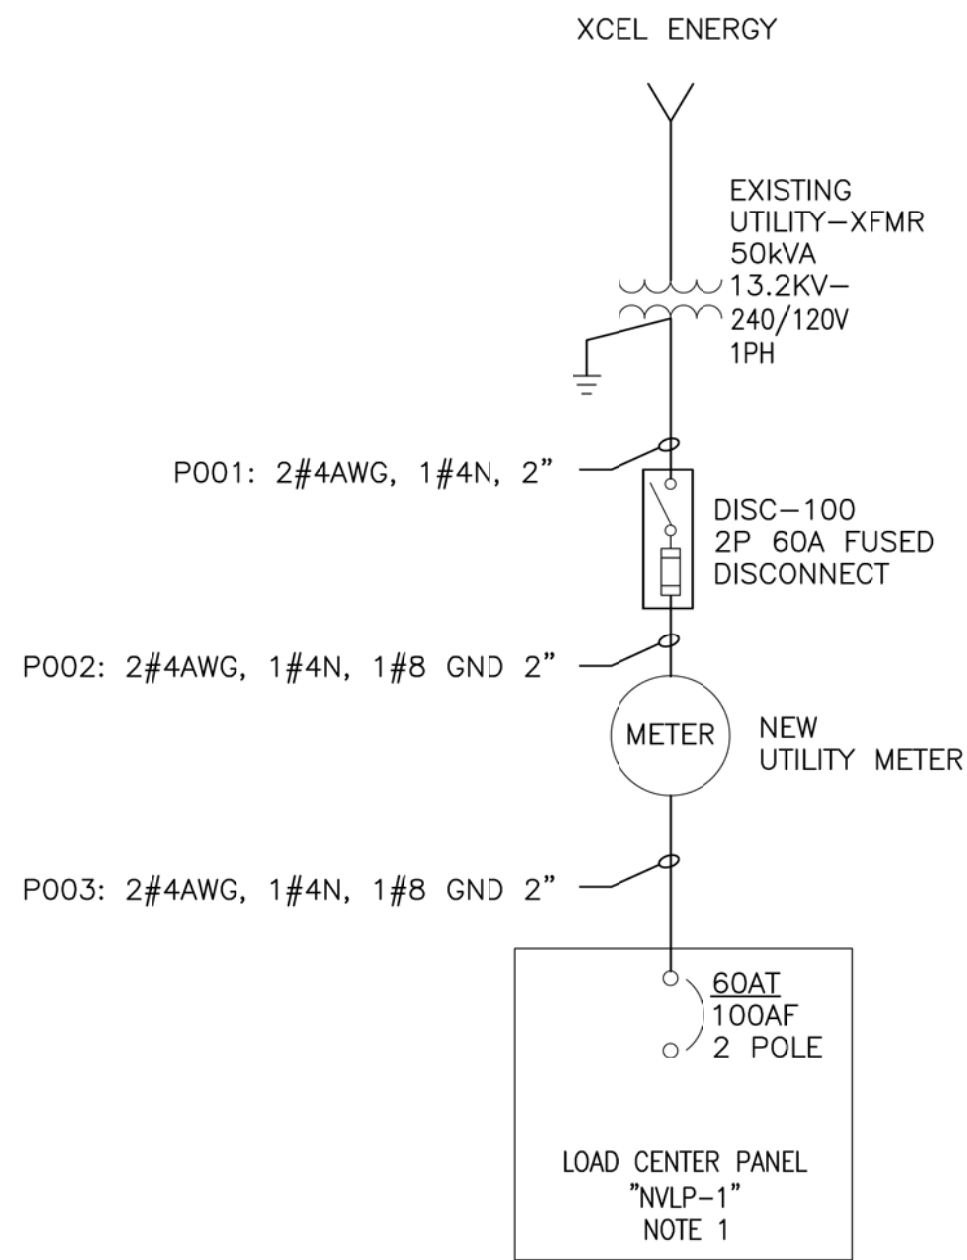 XCEL ENERGY
EXISTING
UTILITY-XFMR
50kVA
13.2KV-
240/120V
1PH
P001: 2#4AWG, 1#4N, 2"
DISC-100
2P 60A FUSED
DISCONNECT
P002: 2#4AWG, 1#4N, 1#8 GND 2"
METER
NEW
UTILITY METER
P003: 2#4AWG, 1#4N, 1#8 GND 2"
60AT
100AF
2 POLE
LOAD CENTER PANEL
"NVLP-1"
NOTE 1